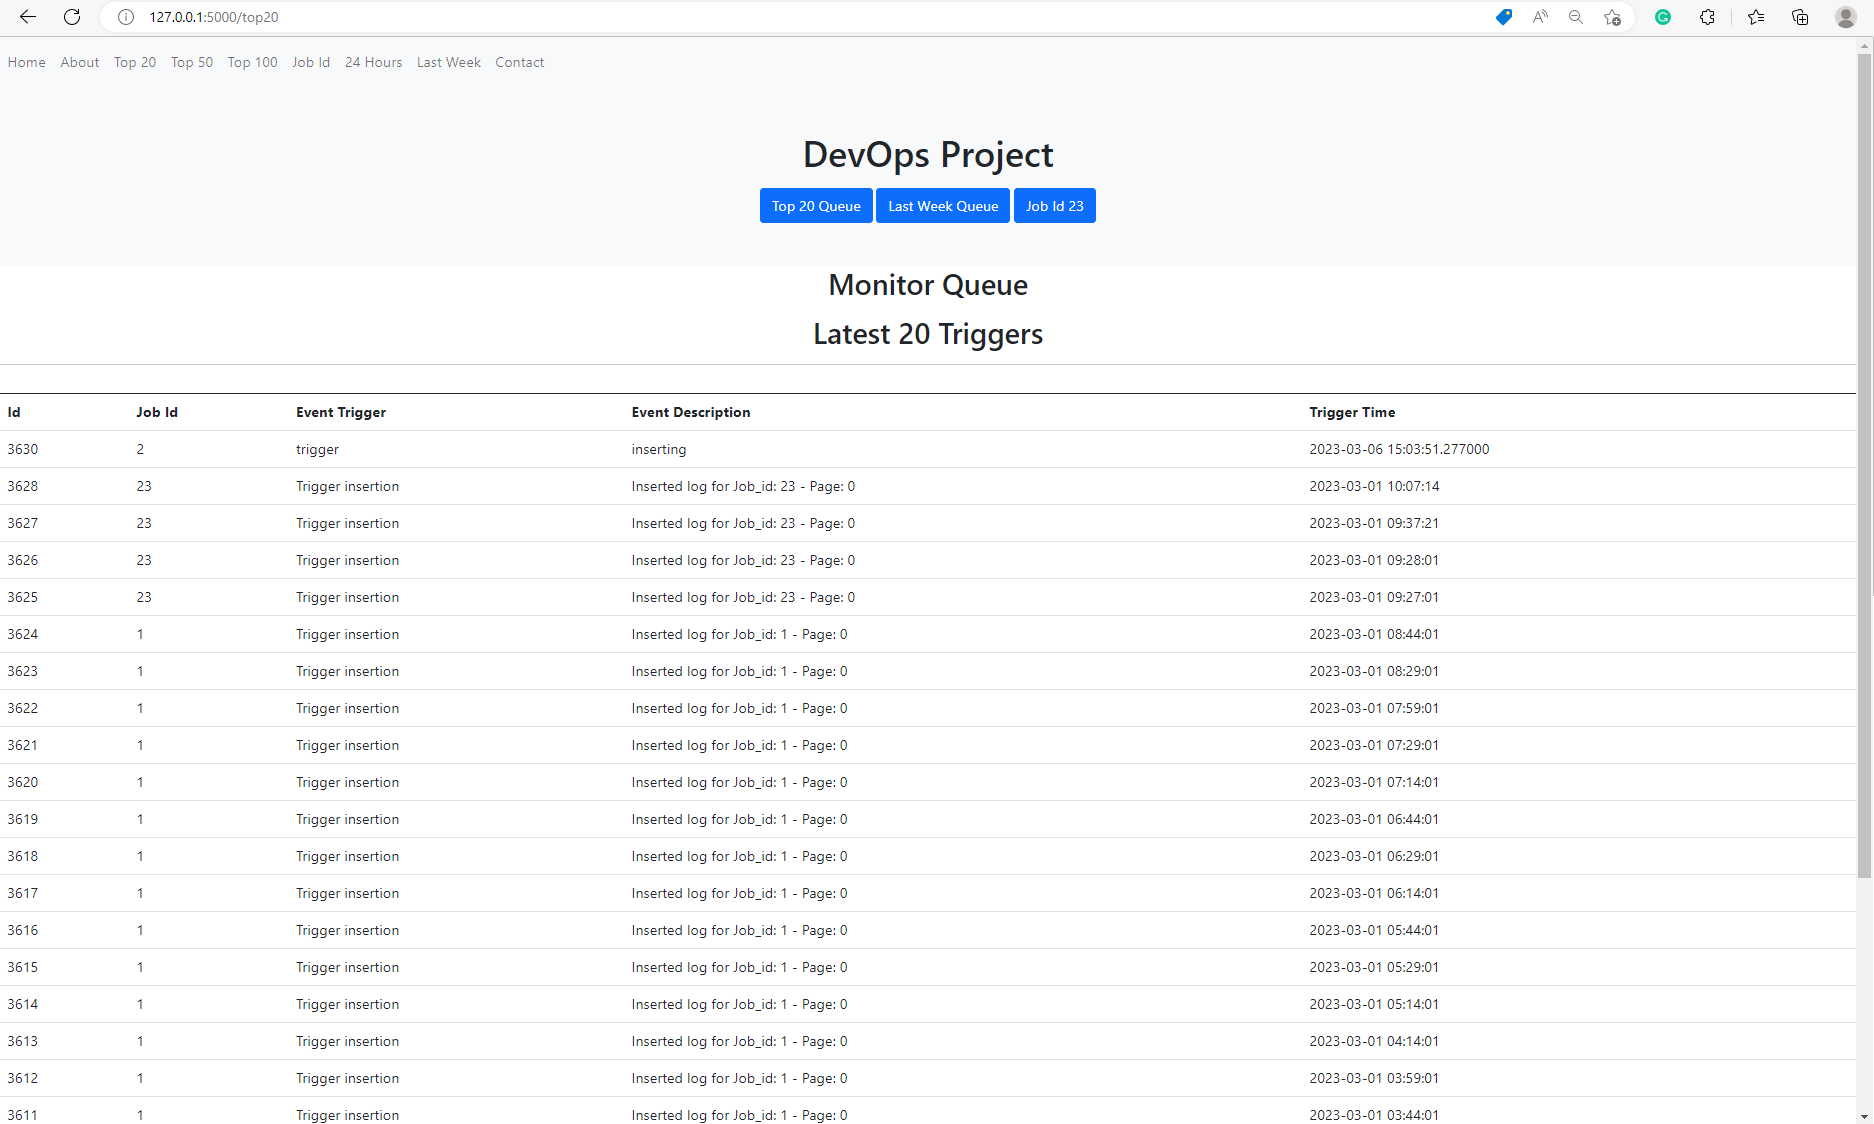 127.0.0.1:5000/top20
Home About Top 20 Top 50 Top 100 Job Id 24 Hours Last Week Contact
DevOps Project
Top 20 Queue Last Week Queue Job Id 23
Monitor Queue
Latest 20 Triggers
Id Job Id Event Trigger Event Description Trigger Time
3630 2 trigger inserting 2023-03-06 15:03:51.277000
3628 23 Trigger insertion Inserted log for Job_id: 23 - Page: 0 2023-03-01 10:07:14
3627 23 Trigger insertion Inserted log for Job_id: 23 - Page: 0 2023-03-01 09:37:21
3626 23 Trigger insertion Inserted log for Job_id: 23 - Page: 0 2023-03-01 09:28:01
3625 23 Trigger insertion Inserted log for Job_id: 23 - Page: 0 2023-03-01 09:27:01
3624 1 Trigger insertion Inserted log for Job_id: 1 - Page: 0 2023-03-01 08:44:01
3623 1 Trigger insertion Inserted log for Job_id: 1 - Page: 0 2023-03-01 08:29:01
3622 1 Trigger insertion Inserted log for Job_id: 1 - Page: 0 2023-03-01 07:59:01
3621 1 Trigger insertion Inserted log for Job_id: 1 - Page: 0 2023-03-01 07:29:01
3620 1 Trigger insertion Inserted log for Job_id: 1 - Page: 0 2023-03-01 07:14:01
3619 1 Trigger insertion Inserted log for Job_id: 1 - Page: 0 2023-03-01 06:44:01
3618 1 Trigger insertion Inserted log for Job_id: 1 - Page: 0 2023-03-01 06:29:01
3617 1 Trigger insertion Inserted log for Job_id: 1 - Page: 0 2023-03-01 06:14:01
3616 1 Trigger insertion Inserted log for Job_id: 1 - Page: 0 2023-03-01 05:44:01
3615 1 Trigger insertion Inserted log for Job_id: 1 - Page: 0 2023-03-01 05:29:01
3614 1 Trigger insertion Inserted log for Job_id: 1 - Page: 0 2023-03-01 05:14:01
3613 1 Trigger insertion Inserted log for Job_id: 1 - Page: 0 2023-03-01 04:14:01
3612 1 Trigger insertion Inserted log for Job_id: 1 - Page: 0 2023-03-01 03:59:01
3611 1 Trigger insertion Inserted log for Job_id: 1 - Page: 0 2023-03-01 03:44:01